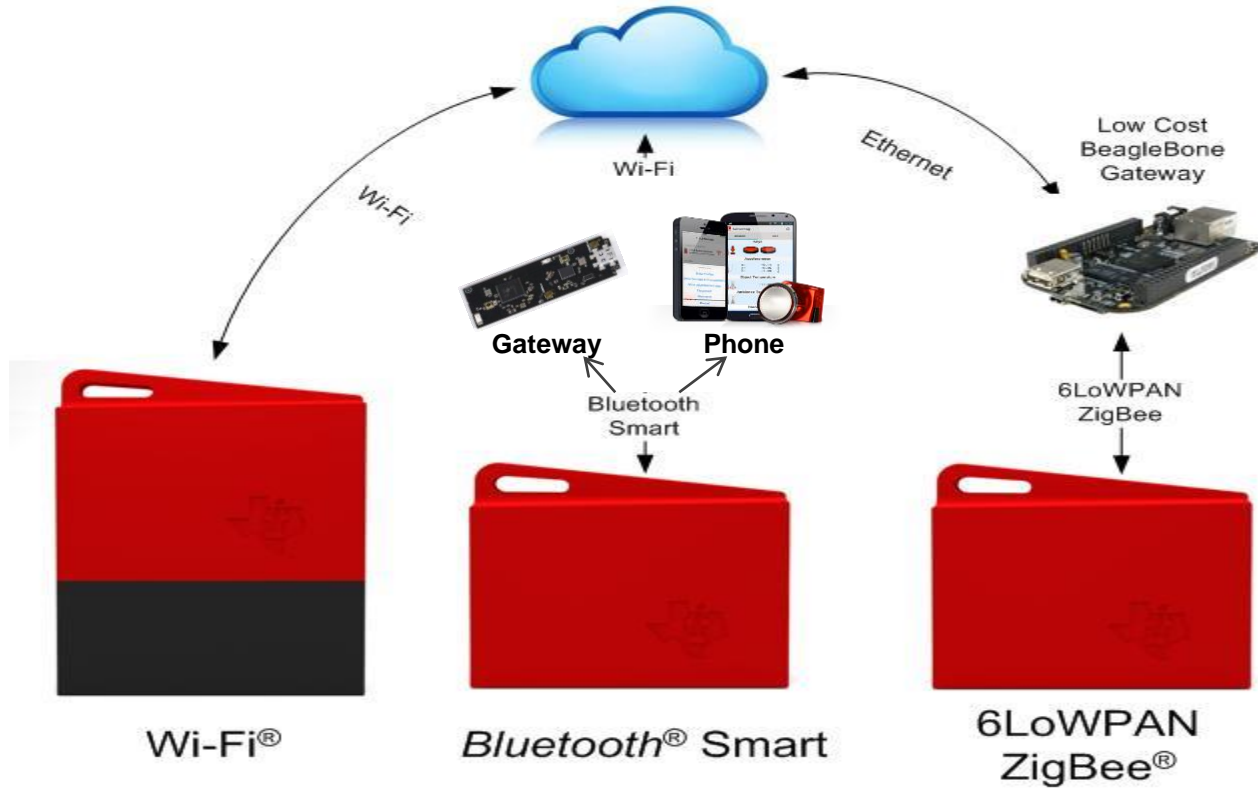 Wi-Fi
Wi-Fi
Ethernet
Low Cost
BeagleBone
Gateway
Gateway
Phone
Bluetooth
Smart
6LoWPAN
ZigBee
Wi-Fi®
Bluetooth® Smart
6LoWPAN
ZigBee®